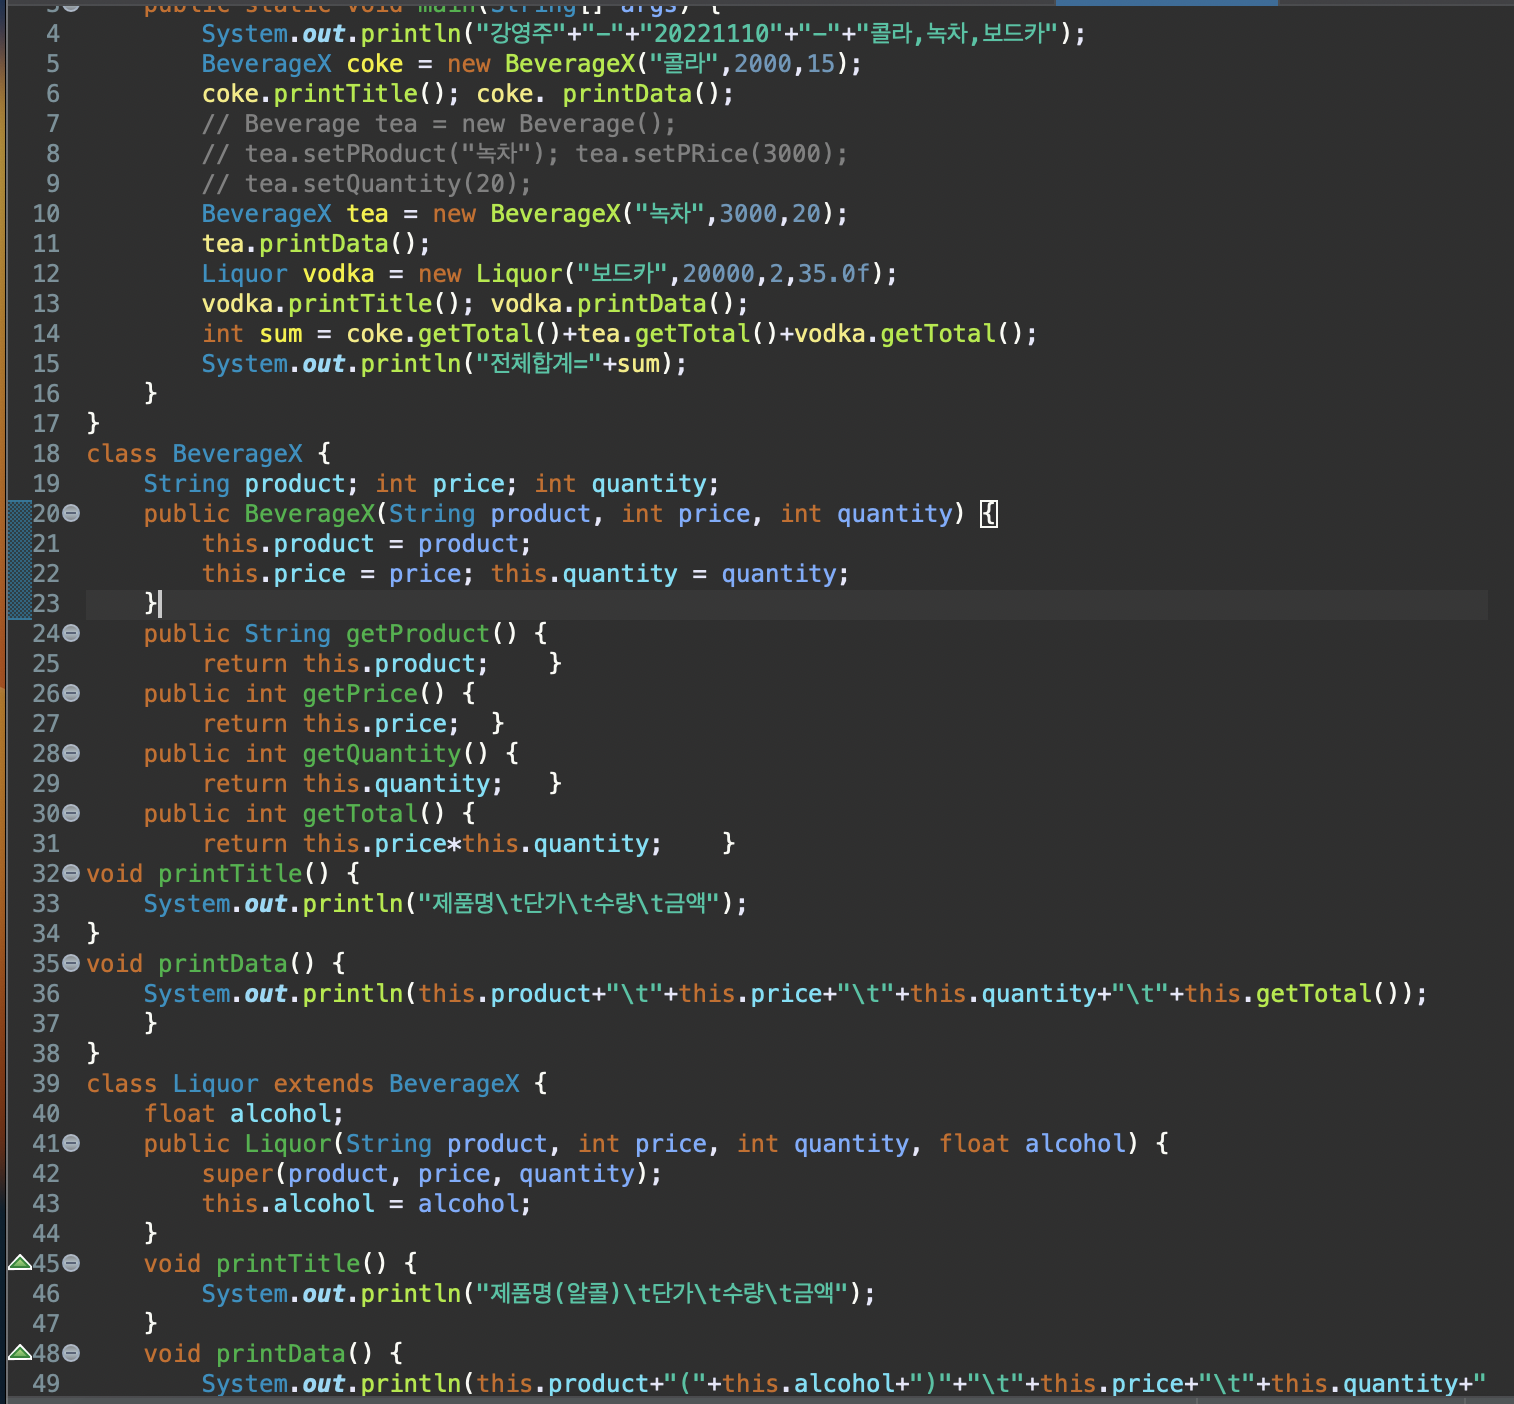 3 public static void main(String[] args) {
4 System.out.println("강영주"+"-"+"20221110"+"-"+"콜라,녹차,보드카");
5 BeverageX coke = new BeverageX("콜라",2000,15);
6 coke.printTitle(); coke. printData();
7 // Beverage tea = new Beverage();
8 // tea.setPRoduct("녹차"); tea.setPRice(3000);
9 // tea.setQuantity(20);
10 BeverageX tea = new BeverageX("녹차",3000,20);
11 tea.printData();
12 Liquor vodka = new Liquor("보드카",20000,2,35.0f);
13 vodka.printTitle(); vodka.printData();
14 int sum = coke.getTotal()+tea.getTotal()+vodka.getTotal();
15 System.out.println("전체합계="+sum);
16 }
17 }
18 class BeverageX {
19 String product; int price; int quantity;
20 public BeverageX(String product, int price, int quantity) {
21 this.product = product;
22 this.price = price; this.quantity = quantity;
23 }
24 public String getProduct() {
25 return this.product; }
26 public int getPrice() {
27 return this.price; }
28 public int getQuantity() {
29 return this.quantity; }
30 public int getTotal() {
31 return this.price*this.quantity; }
32 void printTitle() {
33 System.out.println("제품명\t단가\t수량\t금액");
34 }
35 void printData() {
36 System.out.println(this.product+"\t"+this.price+"\t"+this.quantity+"\t"+this.getTotal());
37 }
38 }
39 class Liquor extends BeverageX {
40 float alcohol;
41 public Liquor(String product, int price, int quantity, float alcohol) {
42 super(product, price, quantity);
43 this.alcohol = alcohol;
44 }
45 void printTitle() {
46 System.out.println("제품명(알콜)\t단가\t수량\t금액");
47 }
48 void printData() {
49 System.out.println(this.product+"("+this.alcohol+")"+"\t"+this.price+"\t"+this.quantity+"